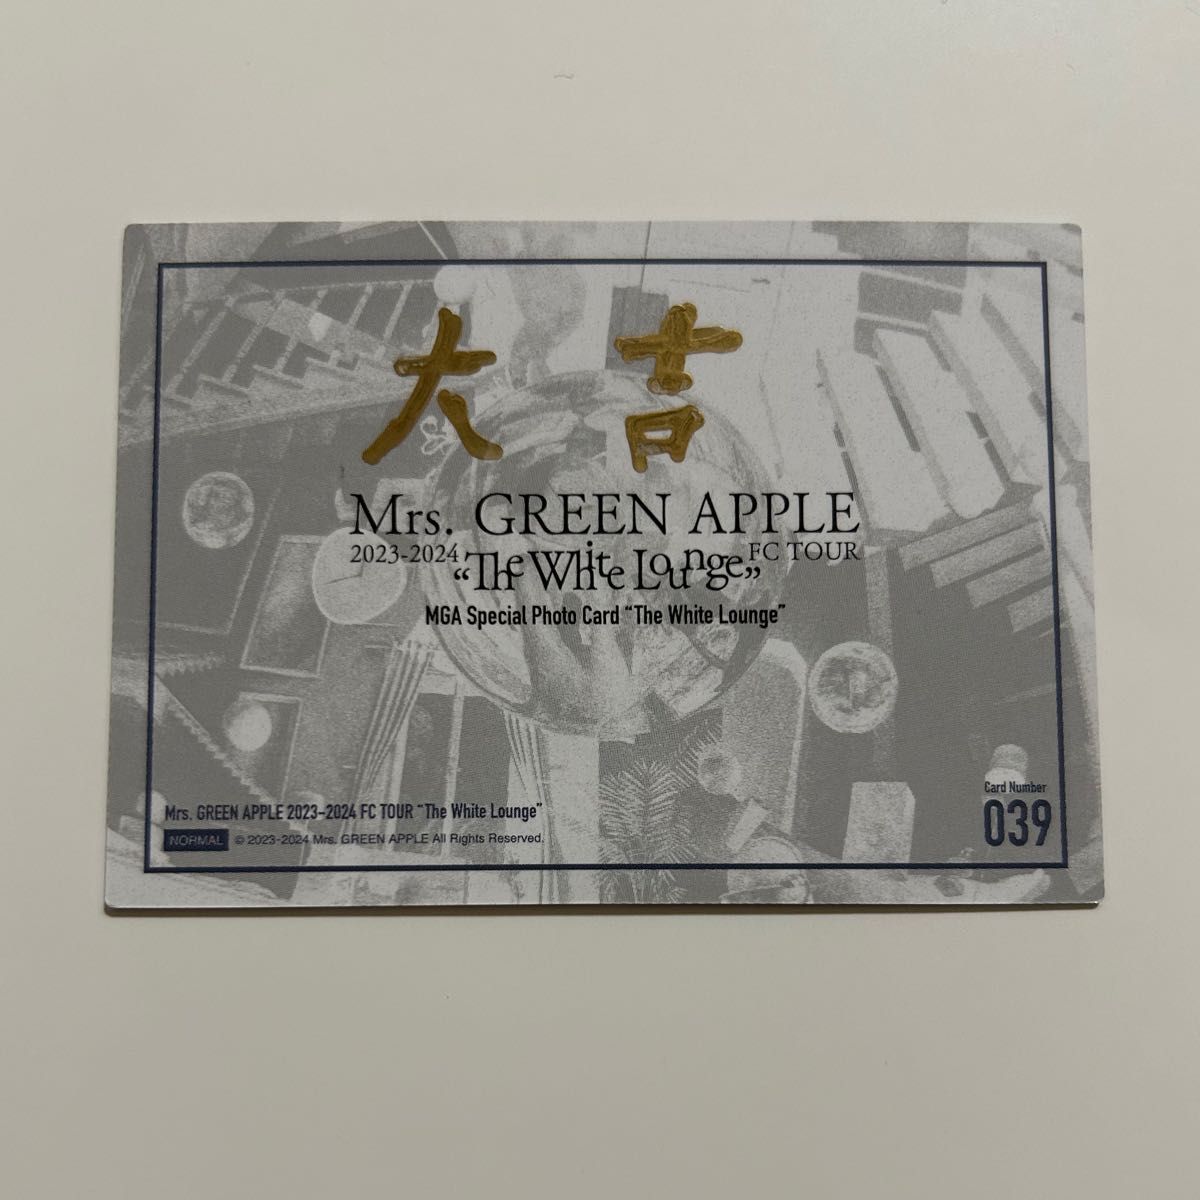 大吉
Mrs. GREEN APPLE
2023-2024 “The White Lounge” FC TOUR
MGA Special Photo Card “The White Lounge”
Mrs. GREEN APPLE 2023-2024 FC TOUR “The White Lounge”
NORMAL © 2023-2024 Mrs. GREEN APPLE All Rights Reserved.
Card Number
039